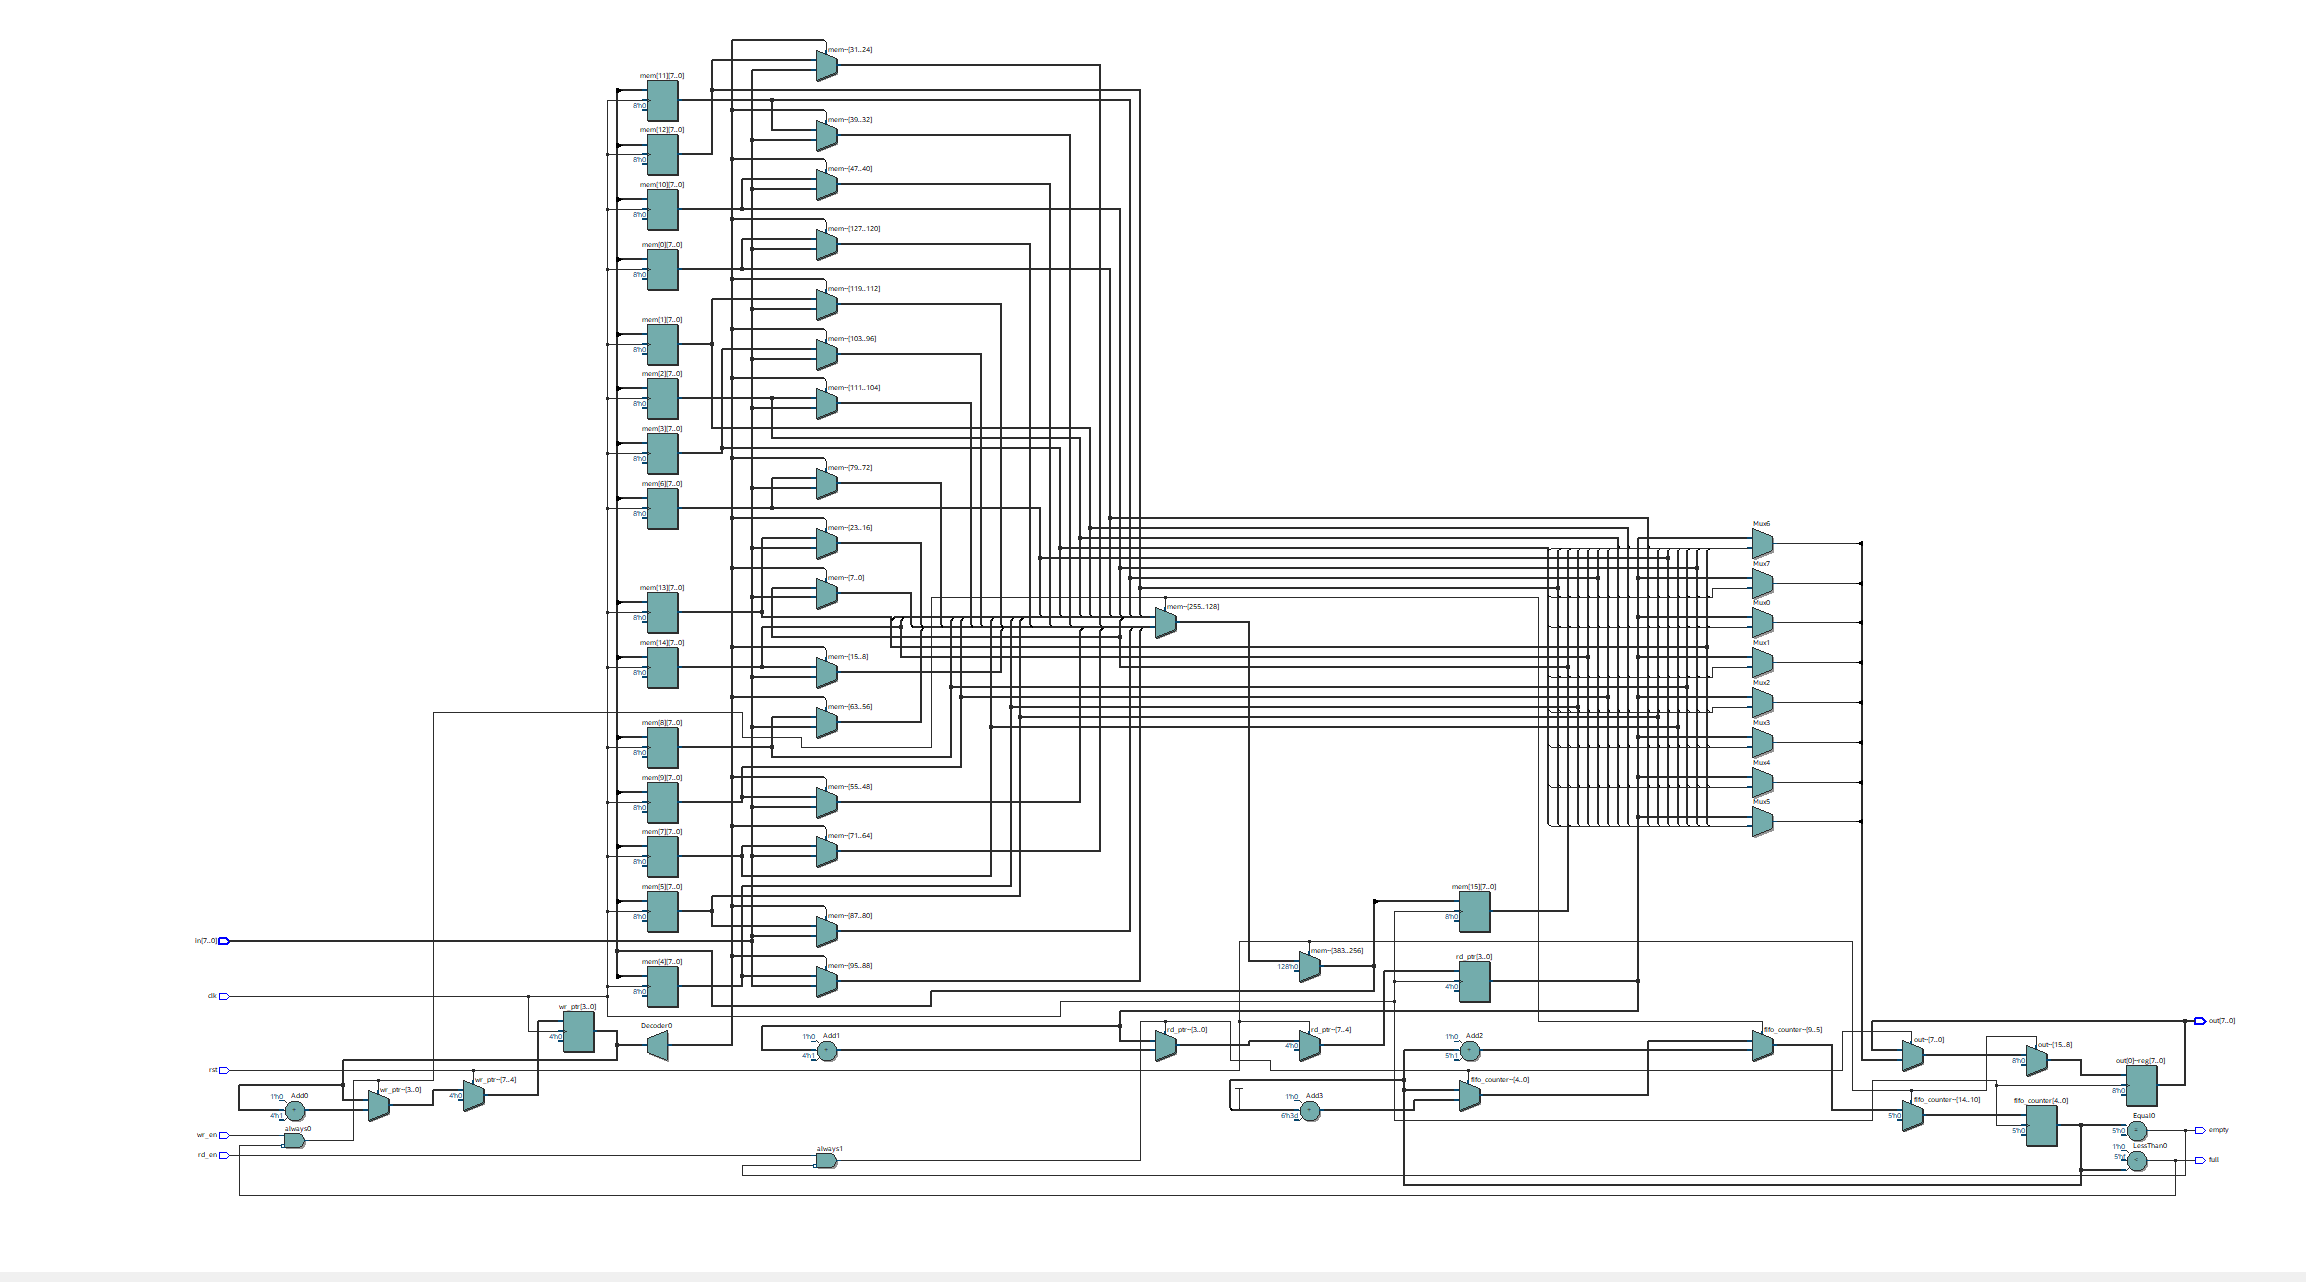 mem~[31..24]
mem[11][7..0]
8'h0
mem~[39..32]
mem[12][7..0]
8'h0
mem~[47..40]
mem[10][7..0]
8'h0
mem~[127..120]
mem[0][7..0]
8'h0
mem~[119..112]
mem[1][7..0]
8'h0
mem~[103..96]
mem[2][7..0]
8'h0
mem~[111..104]
mem[3][7..0]
8'h0
mem~[79..72]
mem[6][7..0]
8'h0
mem~[23..16]
Mux6
mem~[7..0]
Mux7
mem[13][7..0]
8'h0
mem~[255..128]
Mux0
mem[14][7..0]
8'h0
mem~[15..8]
Mux1
mem~[63..56]
Mux2
mem[8][7..0]
8'h0
Mux3
mem[9][7..0]
8'h0
mem~[55..48]
Mux4
mem[7][7..0]
8'h0
mem~[71..64]
Mux5
mem[5][7..0]
8'h0
mem~[87..80]
mem[15][7..0]
8'h0
in[7..0]
mem[4][7..0]
8'h0
mem~[95..88]
mem~[383..256]
128'h0
rd_ptr[3..0]
4'h0
clk
wr_ptr[3..0]
4'h0
Decoder0
1'h0
Add1
4'h1
+
rd_ptr~[3..0]
rd_ptr~[7..4]
4'h0
1'h0
Add2
5'h1
+
fifo_counter~[9..5]
out~[7..0]
out~[15..8]
8'h0
out[7..0]
out[0]~reg[7..0]
8'h0
rst
wr_ptr~[3..0]
wr_ptr~[7..4]
4'h0
1'h0
Add0
4'h1
+
fifo_counter~[4..0]
1'h0
Add3
6'h3d
+
fifo_counter~[14..10]
5'h0
fifo_counter[4..0]
5'h0
wr_en
always0
Equal0
5'h0
=
empty
rd_en
always1
1'h0
LessThan0
<
full